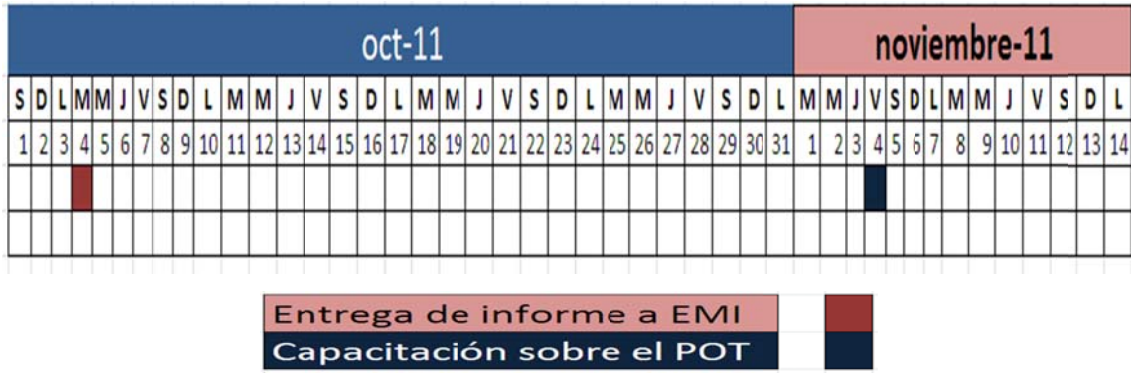 oct-11 noviembre-11
S D L M M J V S D L M M J V S D L M M J V S D L M M J V S D L M M J V S D L M M J V S D L
1 2 3 4 5 6 7 8 9 10 11 12 13 14 15 16 17 18 19 20 21 22 23 24 25 26 27 28 29 30 31 1 2 3 4 5 6 7 8 9 10 11 12 13 14
Entrega de informe a EMI
Capacitación sobre el POT